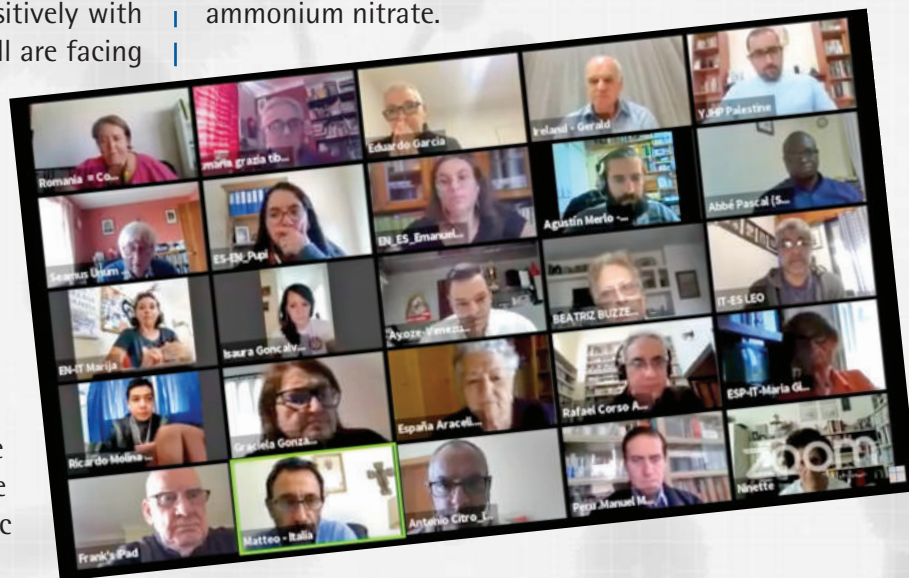 sitively with
ll are facing
ammonium nitrate.
e
e
c
Romania = Co...
maria grazia tib...
Eduardo Garcia
Ireland - Gerald
YJHP Palestine
Seamus Unum
ES-EN_Pupi
EN_ES_Emanuel...
Agustín Merlo -...
Abbé Pascal (S...
EN-IT Marija
Isaura Goncalv...
Ayoze-Venezu...
BEATRIZ BUZZE...
IT-ES LEO
Ricardo Molina -...
Graciela Gonza...
España Araceli...
Rafael Corso A...
ESP-IT-Maria Gl...
Frank's iPad
Matteo - Italia
Antonio Citro_I...
Peru .Manuel M...
Ninette
zoom